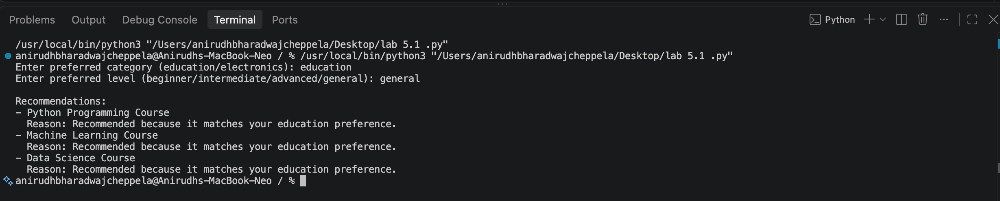 Problems Output Debug Console Terminal Ports Python
/usr/local/bin/python3 "/Users/anirudhbharadwajcheppela/Desktop/lab 5.1 .py"
anirudhbharadwajcheppela@Anirudhs-MacBook-Neo / % /usr/local/bin/python3 "/Users/anirudhbharadwajcheppela/Desktop/lab 5.1 .py"
Enter preferred category (education/electronics): education
Enter preferred level (beginner/intermediate/advanced/general): general
Recommendations:
- Python Programming Course
Reason: Recommended because it matches your education preference.
- Machine Learning Course
Reason: Recommended because it matches your education preference.
- Data Science Course
Reason: Recommended because it matches your education preference.
anirudhbharadwajcheppela@Anirudhs-MacBook-Neo / %